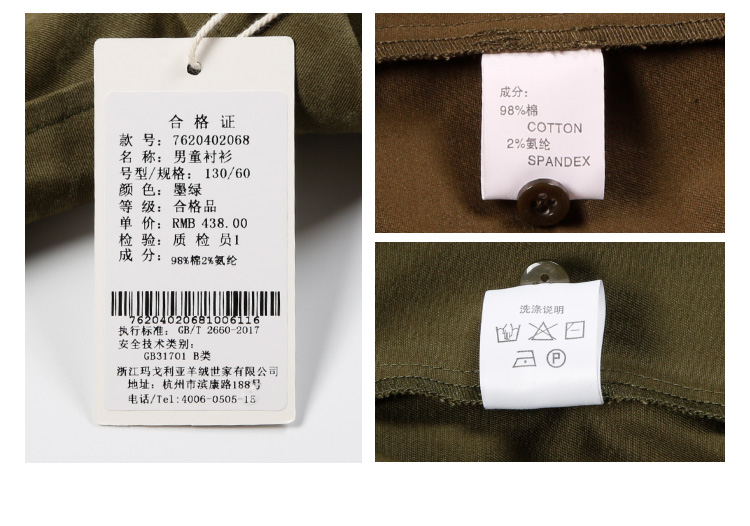 合格证
款 号：7620402068
名 称：男童衬衫
号型/规格：130/60
颜 色：墨绿
等 级：合格品
单 价：RMB 438.00
检 验：质 检 员1
成 分：98%棉2%氨纶
76204020681006116
执行标准：GB/T 2660-2017
安全技术类别：
GB31701 B类
浙江玛戈利亚羊绒世家有限公司
地址：杭州市滨康路188号
电话/Tel:4006-0505-15
成分：
98%棉
COTTON
2%氨纶
SPANDEX
洗涤说明
P